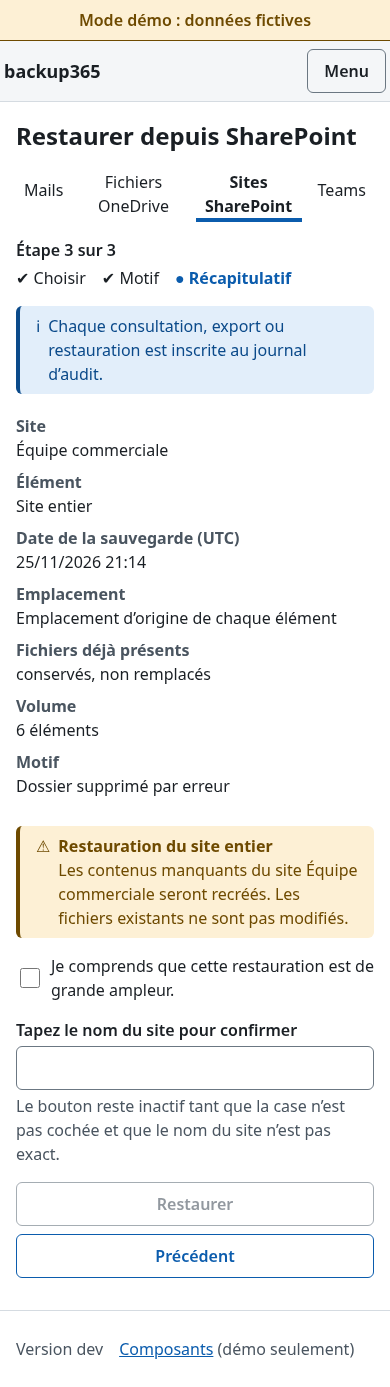 Mode démo : données fictives
backup365
Menu
Restaurer depuis SharePoint
Mails
Fichiers OneDrive
Sites SharePoint
Teams
Étape 3 sur 3
✔ Choisir ✔ Motif ● Récapitulatif
i Chaque consultation, export ou
restauration est inscrite au journal
d’audit.
Site
Équipe commerciale
Élément
Site entier
Date de la sauvegarde (UTC)
25/11/2026 21:14
Emplacement
Emplacement d’origine de chaque élément
Fichiers déjà présents
conservés, non remplacés
Volume
6 éléments
Motif
Dossier supprimé par erreur
⚠ Restauration du site entier
Les contenus manquants du site Équipe
commerciale seront recréés. Les
fichiers existants ne sont pas modifiés.
Je comprends que cette restauration est de
grande ampleur.
Tapez le nom du site pour confirmer
Le bouton reste inactif tant que la case n’est
pas cochée et que le nom du site n’est pas
exact.
Restaurer
Précédent
Version dev Composants (démo seulement)